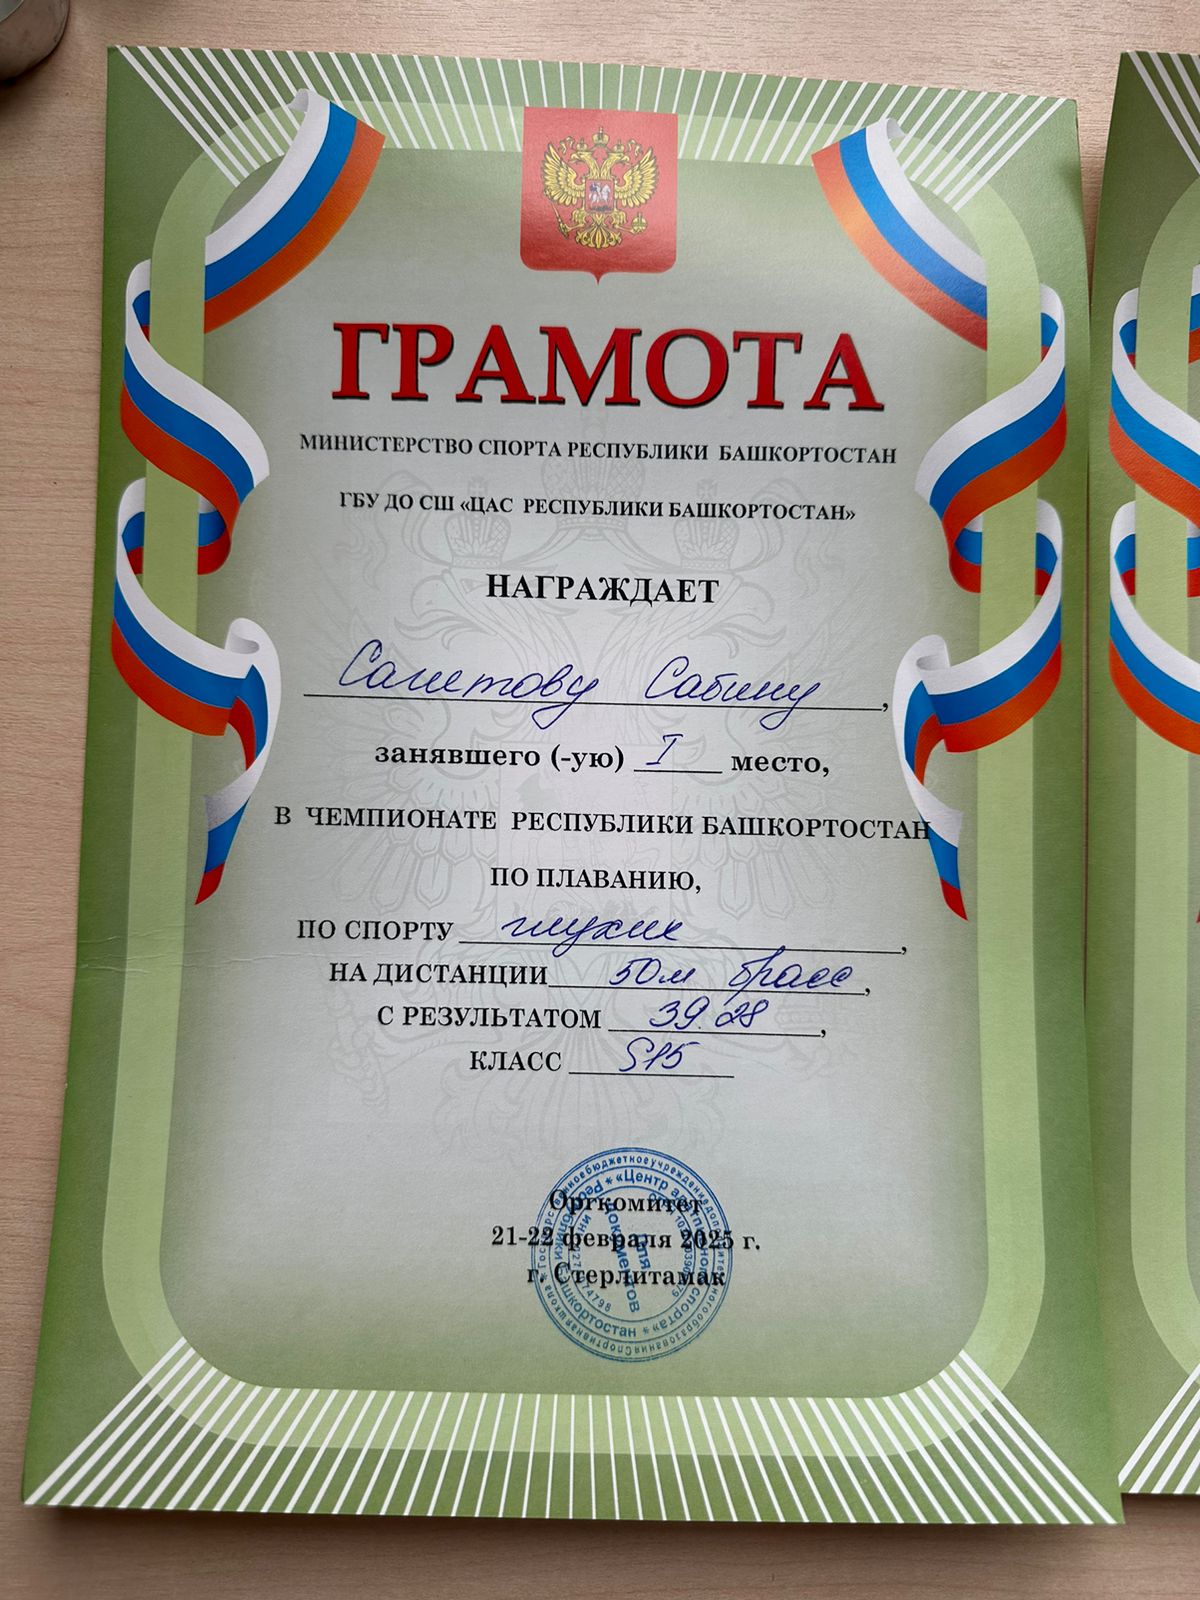 ГРАМОТА
МИНИСТЕРСТВО СПОРТА РЕСПУБЛИКИ БАШКОРТОСТАН
ГБУ ДО СШ «ЦАС РЕСПУБЛИКИ БАШКОРТОСТАН»
НАГРАЖДАЕТ
Сабину,
занявшего (-ую) I место,
В ЧЕМПИОНАТЕ РЕСПУБЛИКИ БАШКОРТОСТАН
ПО ПЛАВАНИЮ,
ПО СПОРТУ глухих,
НА ДИСТАНЦИИ 50м брасс,
С РЕЗУЛЬТАТОМ 39.28,
КЛАСС S15
Оргкомитет
21-22 февраля 2025 г.
г. Стерлитамак
Для
документов